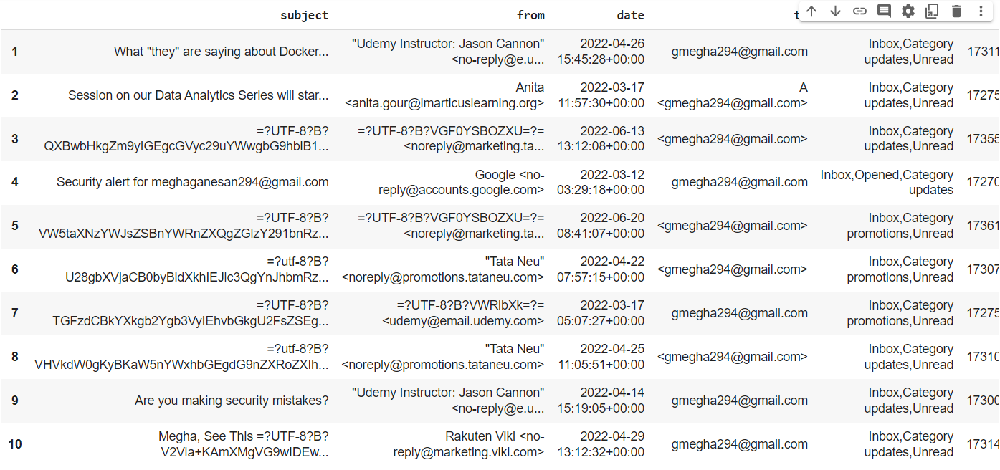 subject from date
1 What "they" are saying about Docker... "Udemy Instructor: Jason Cannon" <no-reply@e.u... 2022-04-26 15:45:28+00:00 gmegha294@gmail.com Inbox,Category updates,Unread 17311
2 Session on our Data Analytics Series will star... Anita <anita.gour@imarticuslearning.org> 2022-03-17 11:57:30+00:00 A <gmegha294@gmail.com> Inbox,Category updates,Unread 17275
3 =?UTF-8?B?QXBwbHkgZm9yIGEgcGVyc29uYWwgbG9hbiB1... =?UTF-8?B?VGF0YSBOZXU=?= <noreply@marketing.ta... 2022-06-13 13:12:08+00:00 <gmegha294@gmail.com> Inbox,Category updates,Unread 17355
4 Security alert for meghaganesan294@gmail.com Google <no-reply@accounts.google.com> 2022-03-12 03:29:18+00:00 gmegha294@gmail.com Inbox,Opened,Category updates 17270
5 =?UTF-8?B?VW5taXNzYWJsZSBnYWRnZXQgZGlzY291bnRz... =?UTF-8?B?VGF0YSBOZXU=?= <noreply@marketing.ta... 2022-06-20 08:41:07+00:00 <gmegha294@gmail.com> Inbox,Category promotions,Unread 17361
6 =?utf-8?B?U28gbXVjaCB0byBidXkhIEJlc3QgYnJhbmRz... "Tata Neu" <noreply@promotions.tataneu.com> 2022-04-22 07:57:15+00:00 <gmegha294@gmail.com> Inbox,Category promotions,Unread 17307
7 =?UTF-8?B?TGFzdCBkYXkgb2Ygb3VyIEhvbGkgU2FsZSEg... =?UTF-8?B?VWRlbXk=?= <udemy@email.udemy.com> 2022-03-17 05:07:27+00:00 gmegha294@gmail.com Inbox,Category promotions,Unread 17275
8 =?utf-8?B?VHVkdW0gKyBKaW5nYWxhbGEgdG9nZXRoZXIh... "Tata Neu" <noreply@promotions.tataneu.com> 2022-04-25 11:05:51+00:00 <gmegha294@gmail.com> Inbox,Category updates,Unread 17310
9 Are you making security mistakes? "Udemy Instructor: Jason Cannon" <no-reply@e.u... 2022-04-14 15:19:05+00:00 gmegha294@gmail.com Inbox,Category updates,Unread 17300
10 Megha, See This =?UTF-8?B?V2Vla+KAmXMgVG9wIDEw... Rakuten Viki <no-reply@marketing.viki.com> 2022-04-29 13:12:32+00:00 gmegha294@gmail.com Inbox,Category updates,Unread 17314